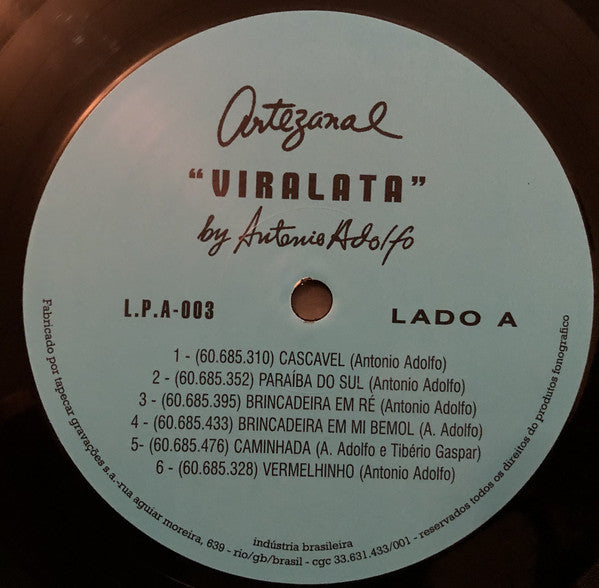 Artezanal
"VIRALATA"
by Antonio Adolfo
L.P.A-003
LADO A
1 - (60.685.310) CASCAVEL (Antonio Adolfo)
2 - (60.685.352) PARAÍBA DO SUL (Antonio Adolfo)
3 - (60.685.395) BRINCADEIRA EM RÉ (Antonio Adolfo)
4 - (60.685.433) BRINCADEIRA EM MI BEMOL (A. Adolfo)
5- (60.685.476) CAMINHADA (A. Adolfo e Tibério Gaspar)
6 - (60.685.328) VERMELHINHO (Antonio Adolfo)
indústria brasileira
Fabricado por tapecar gravações s.a.-rua aguiar moreira, 639 - rio/gb/brasil - cgc 33.631.433/001 - reservados todos os direitos do produtos fonografico